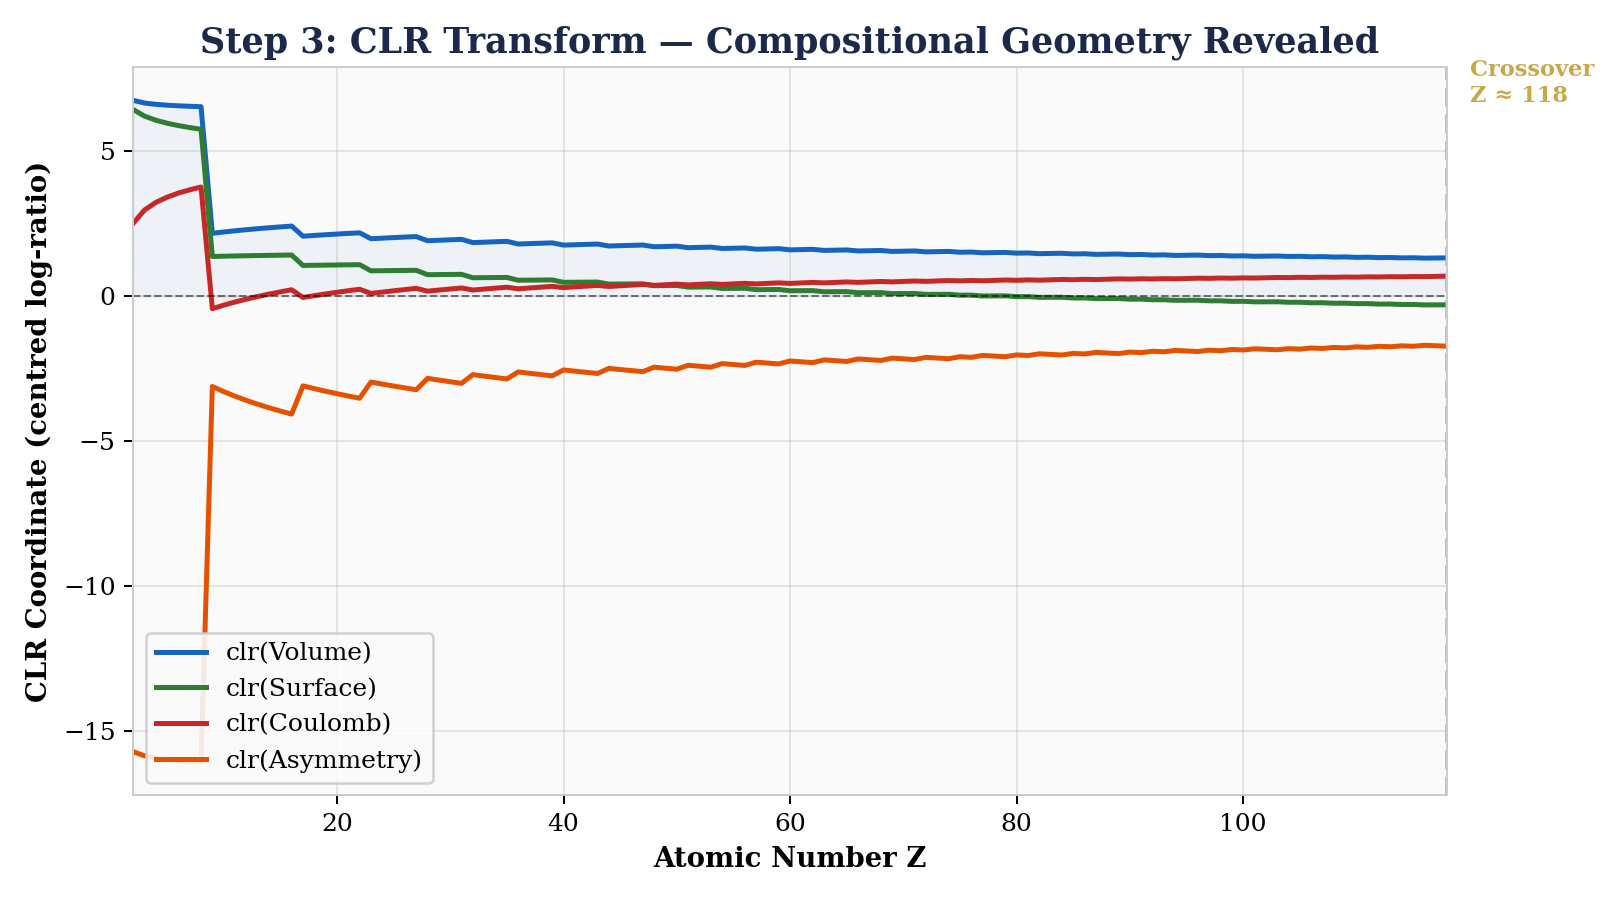 Step 3: CLR Transform — Compositional Geometry Revealed
Crossover
Z ≈ 118
CLR Coordinate (centred log-ratio)
5
0
−5
−10
−15
clr(Volume)
clr(Surface)
clr(Coulomb)
clr(Asymmetry)
20
40
60
80
100
Atomic Number Z